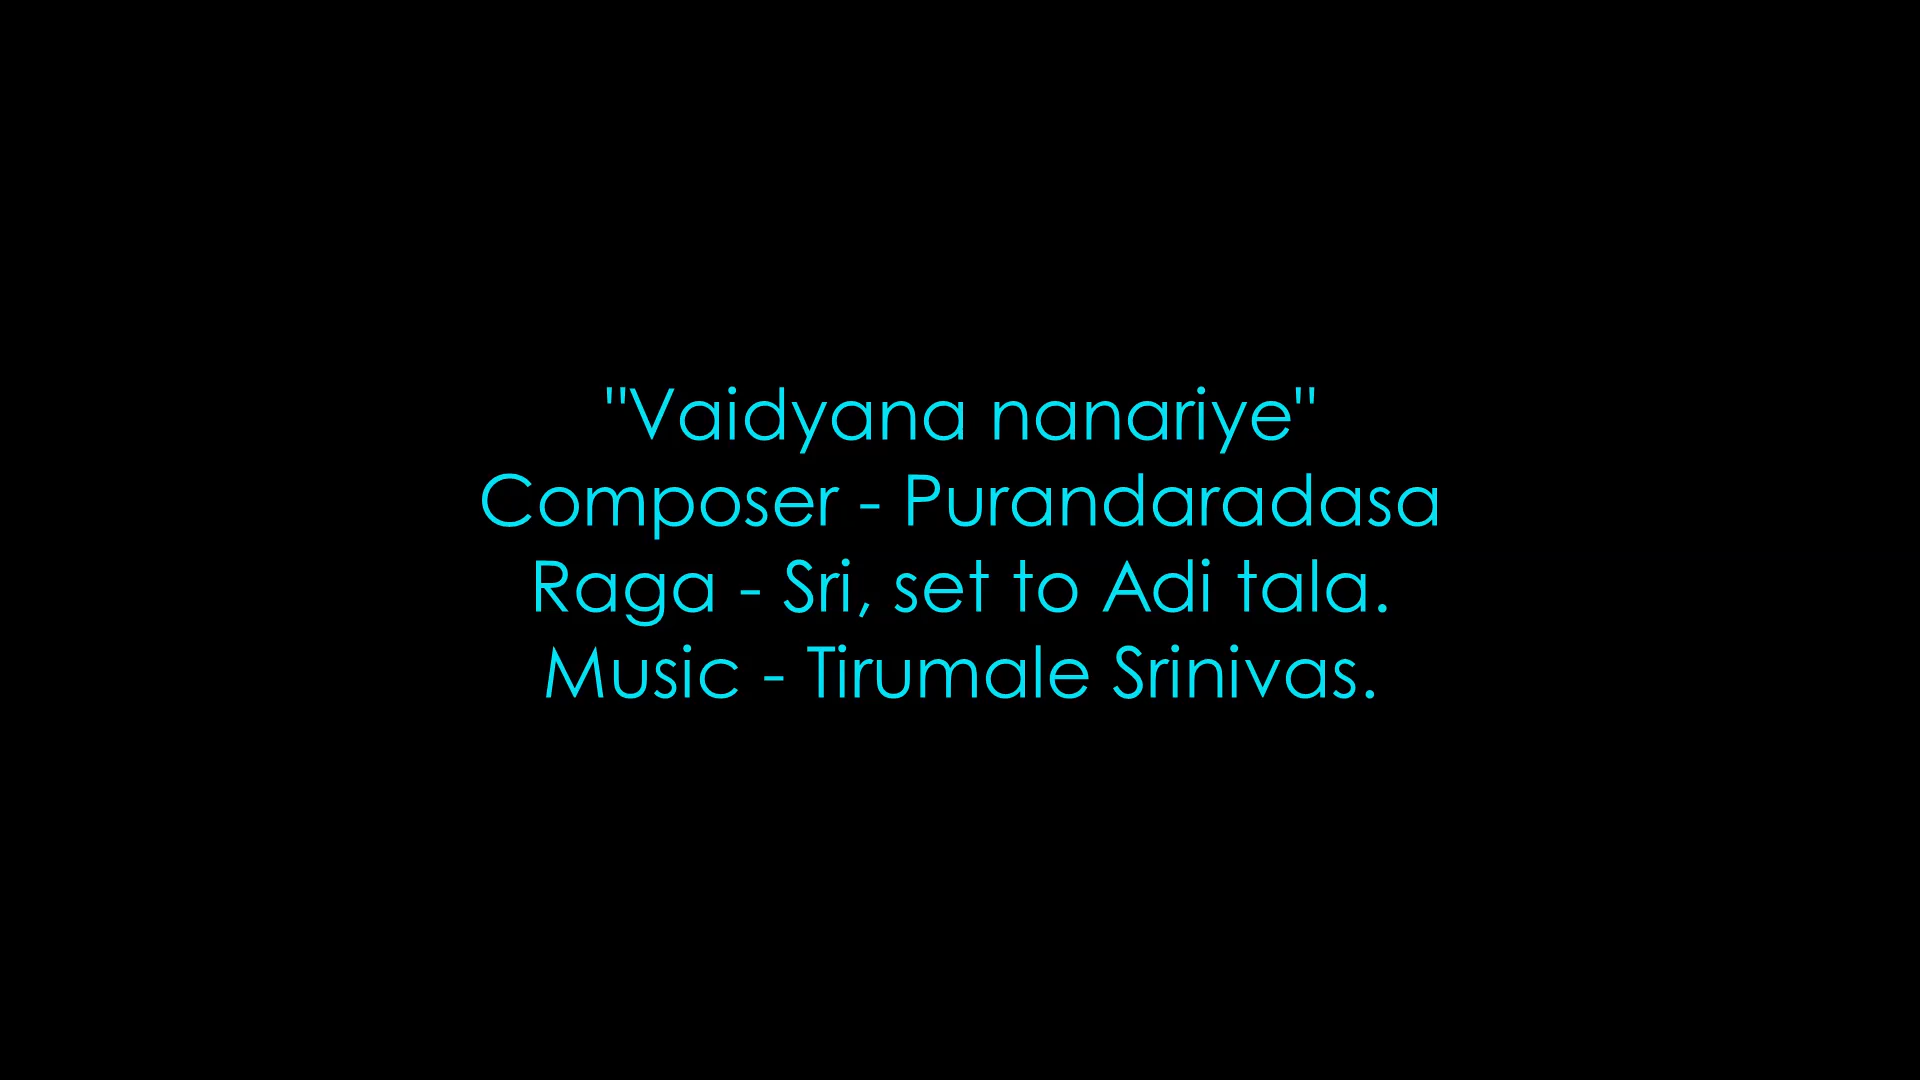 "Vaidyana nanariye"
Composer - Purandaradasa
Raga - Sri, set to Adi tala.
Music - Tirumale Srinivas.